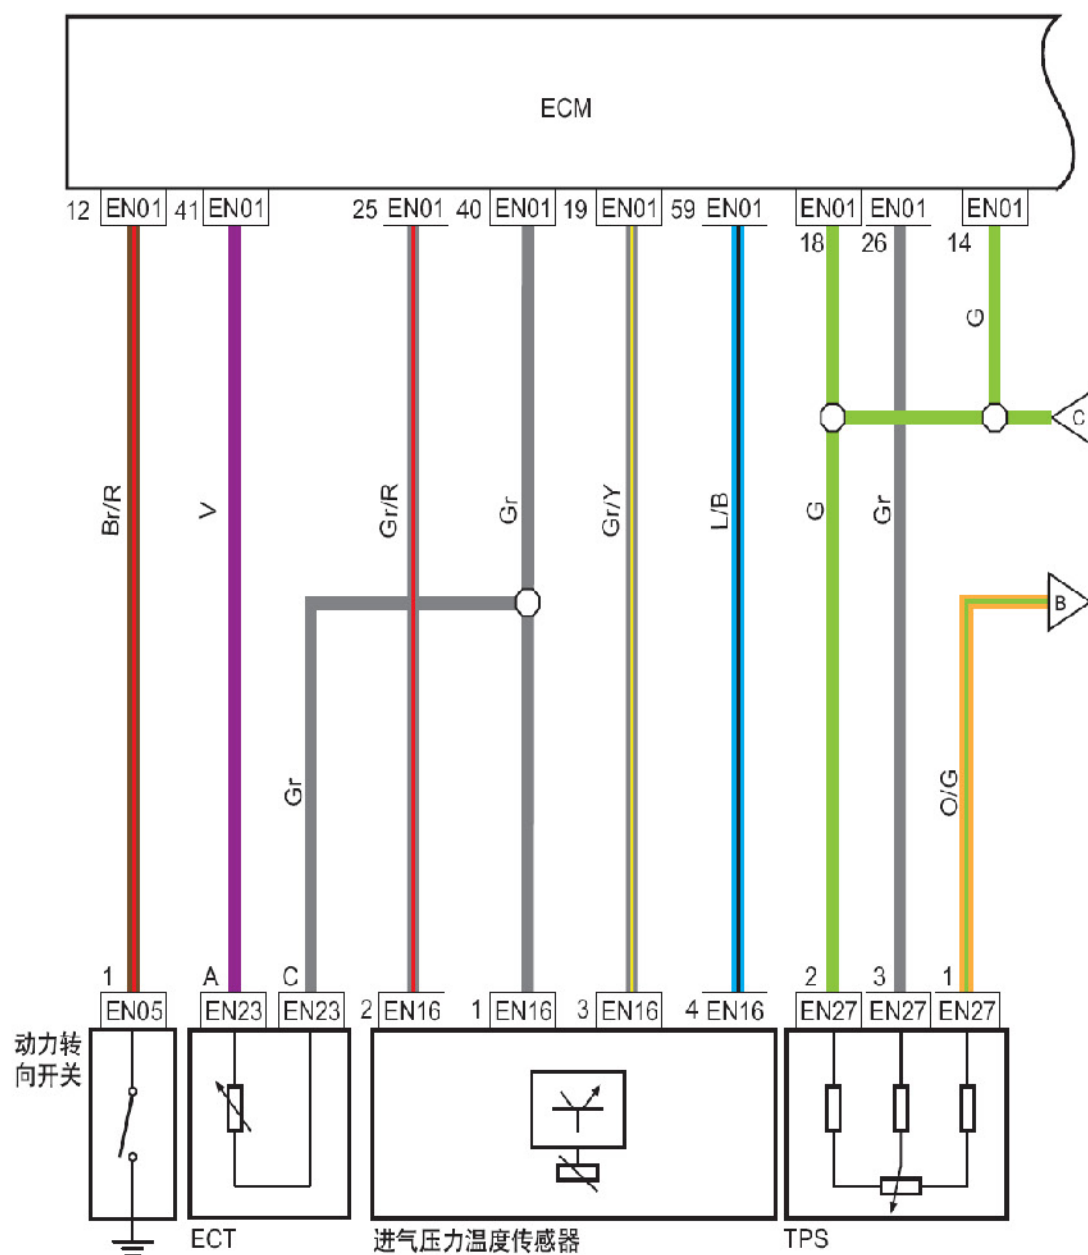 ECM
12 EN01 41 EN01 25 EN01 40 EN01 19 EN01 59 EN01 EN01 EN01 EN01
18 26 14
G
C
Br/R V Gr/R Gr Gr/Y L/B G Gr
B
Gr O/G
1 A C 2 3 1
EN05 EN23 EN23 2 EN16 1 EN16 3 EN16 4 EN16 EN27 EN27 EN27
动力转
向开关
ECT 进气压力温度传感器 TPS